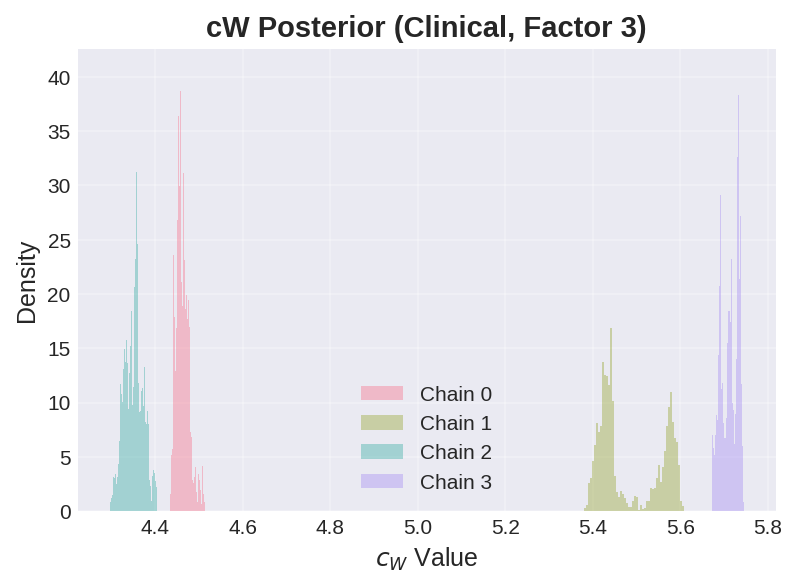 cW Posterior (Clinical, Factor 3)
Density
40
35
30
25
20
15
10
5
0
4.4 4.6 4.8 5.0 5.2 5.4 5.6 5.8
Chain 0
Chain 1
Chain 2
Chain 3
c_W Value